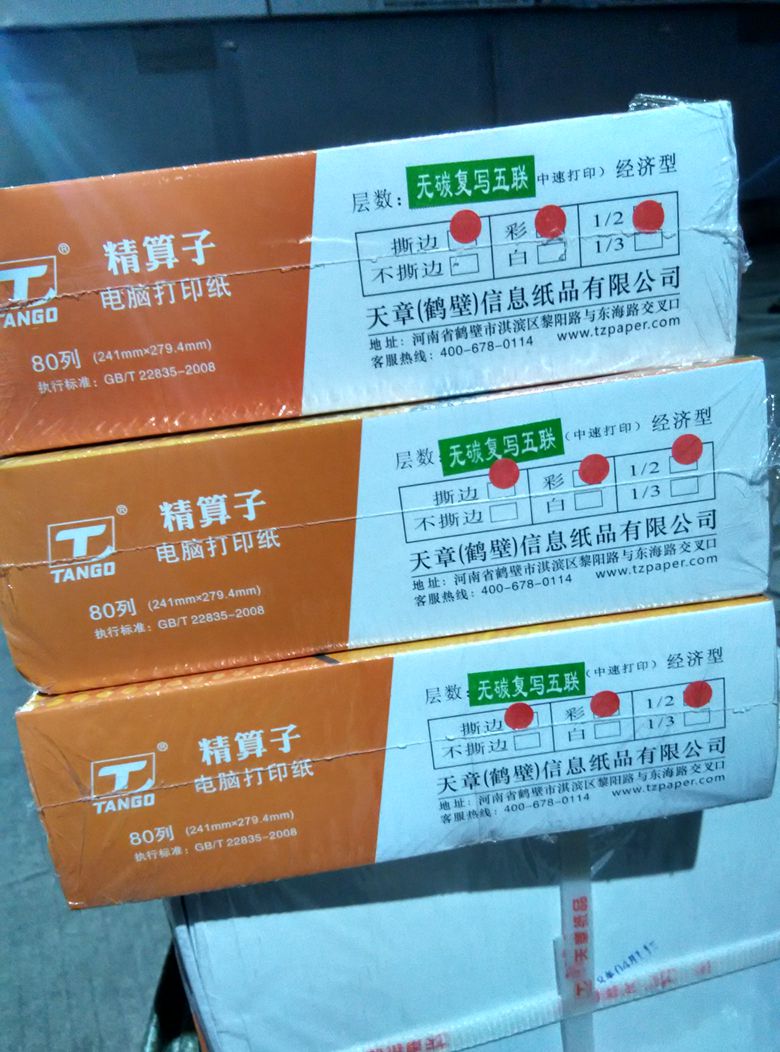 层数：无碳复写五联（中速打印）经济型
撕边 彩 1/2
不撕边 白 1/3
天章(鹤壁)信息纸品有限公司
地址：河南省鹤壁市淇滨区黎阳路与东海路交叉口
客服热线：400-678-0114 www.tzpaper.com
精算子
电脑打印纸
®
TANGO
80列 (241mm×279.4mm)
执行标准：GB/T 22835-2008
层数：无碳复写五联（中速打印）经济型
撕边 彩 1/2
不撕边 白 1/3
天章(鹤壁)信息纸品有限公司
地址：河南省鹤壁市淇滨区黎阳路与东海路交叉口
客服热线：400-678-0114 www.tzpaper.com
精算子
电脑打印纸
®
TANGO
80列 (241mm×279.4mm)
执行标准：GB/T 22835-2008
层数：无碳复写五联（中速打印）经济型
撕边 彩 1/2
不撕边 白 1/3
天章(鹤壁)信息纸品有限公司
地址：河南省鹤壁市淇滨区黎阳路与东海路交叉口
客服热线：400-678-0114 www.tzpaper.com
精算子
电脑打印纸
®
TANGO
80列 (241mm×279.4mm)
执行标准：GB/T 22835-2008
天章纸品